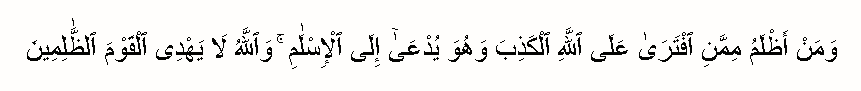 وَمَنْ أَظْلَمُ مِمَّنِ ٱفْتَرَىٰ عَلَى ٱللَّهِ ٱلْكَذِبَ وَهُوَ يُدْعَىٰٓ إِلَى ٱلْإِسْلَٰمِ ۚ وَٱللَّهُ لَا يَهْدِى ٱلْقَوْمَ ٱلظَّٰلِمِينَ